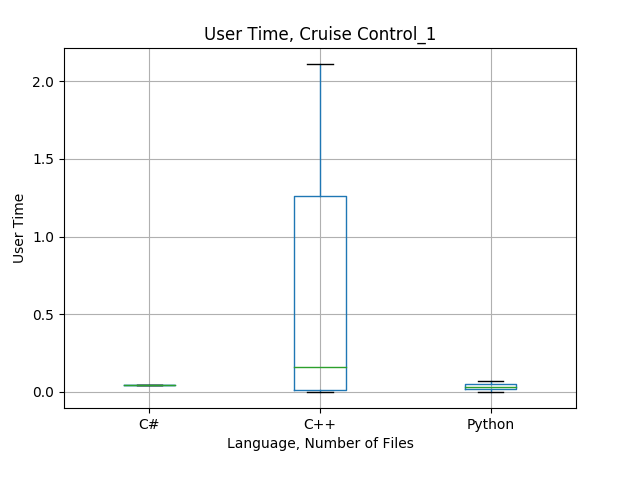 User Time, Cruise Control_1
User Time
2.0
1.5
1.0
0.5
0.0
C#
C++
Python
Language, Number of Files